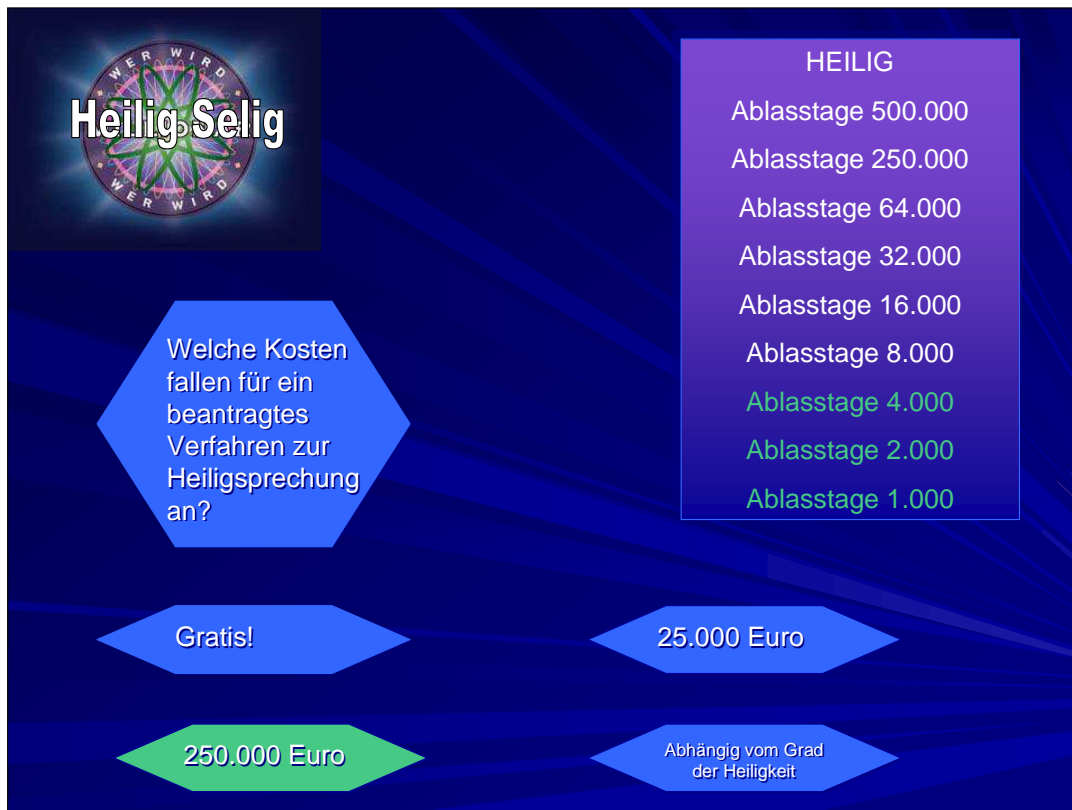 WER WIRD
Heilig Selig
WER WIRD
HEILIG
Ablasstage 500.000
Ablasstage 250.000
Ablasstage 64.000
Ablasstage 32.000
Ablasstage 16.000
Ablasstage 8.000
Ablasstage 4.000
Ablasstage 2.000
Ablasstage 1.000
Welche Kosten
fallen für ein
beantragtes
Verfahren zur
Heiligsprechung
an?
Gratis!
25.000 Euro
250.000 Euro
Abhängig vom Grad
der Heiligkeit